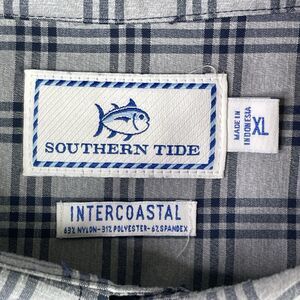 SOUTHERN TIDE
MADE IN
INDONESIA
XL
INTERCOASTAL
63% NYLON-31% POLYESTER-6% SPANDEX